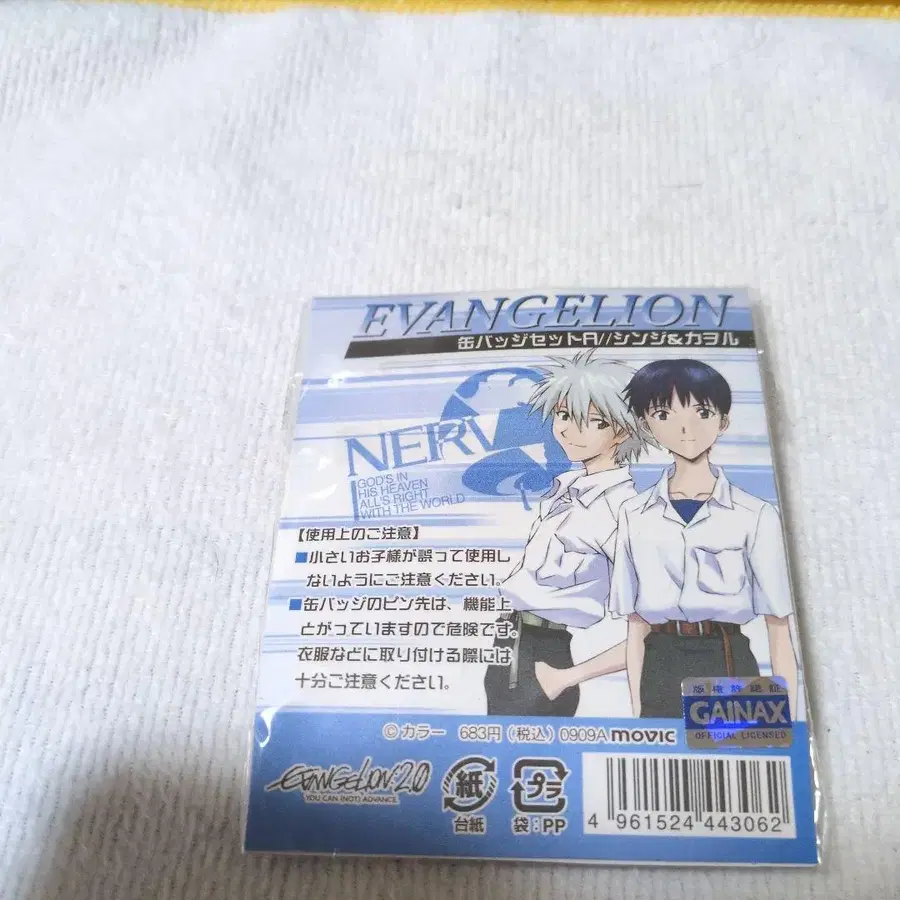 EVANGELION
缶バッジセットA//シンジ&カヲル
NERV
GOD'S IN
HIS HEAVEN
ALL'S RIGHT
WITH THE WORLD
【使用上のご注意】
■小さいお子様が誤って使用し
ないようにご注意ください。
■缶バッジのピン先は、機能上
とがっていますので危険です。
衣服などに取り付ける際には
十分ご注意ください。
版権許諾証
GAINAX
OFFICIAL LICENSED
©カラー 683円(税込)0909A movic
EVANGELION:2.0
YOU CAN (NOT) ADVANCE.
紙
台紙
プラ
袋:PP
4 961524 443062